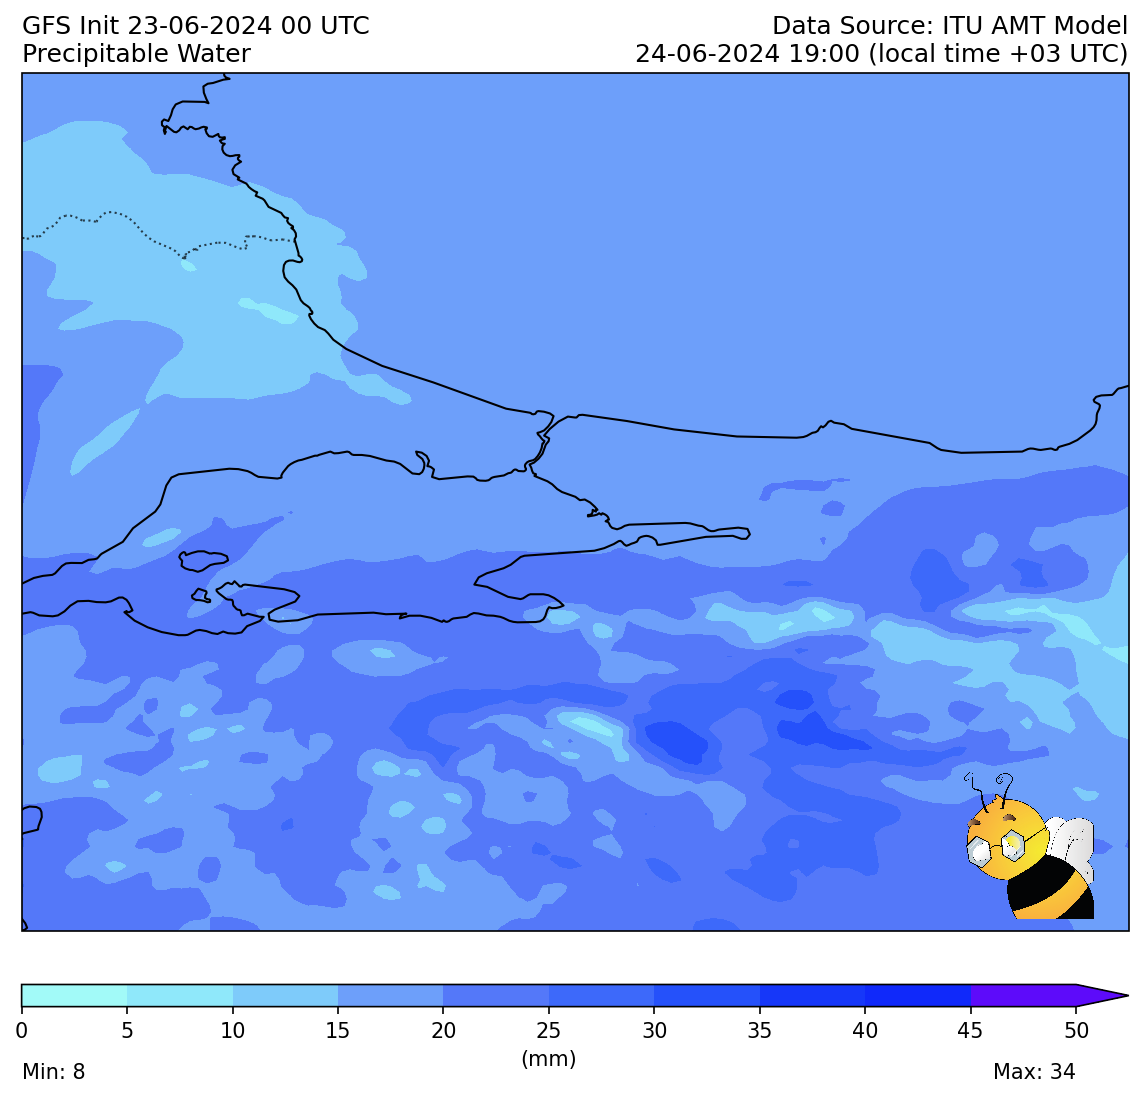 GFS Init 23-06-2024 00 UTC
Data Source: ITU AMT Model
Precipitable Water
24-06-2024 19:00 (local time +03 UTC)
0 5 10 15 20 25 30 35 40 45 50
(mm)
Min: 8
Max: 34